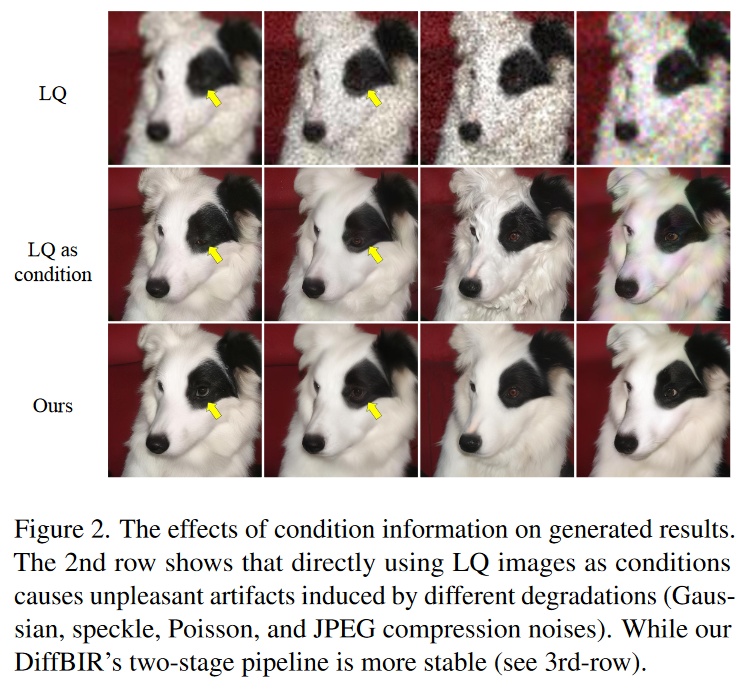 LQ
LQ as
condition
Ours
Figure 2. The effects of condition information on generated results.
The 2nd row shows that directly using LQ images as conditions
causes unpleasant artifacts induced by different degradations (Gaus-
sian, speckle, Poisson, and JPEG compression noises). While our
DiffBIR's two-stage pipeline is more stable (see 3rd-row).